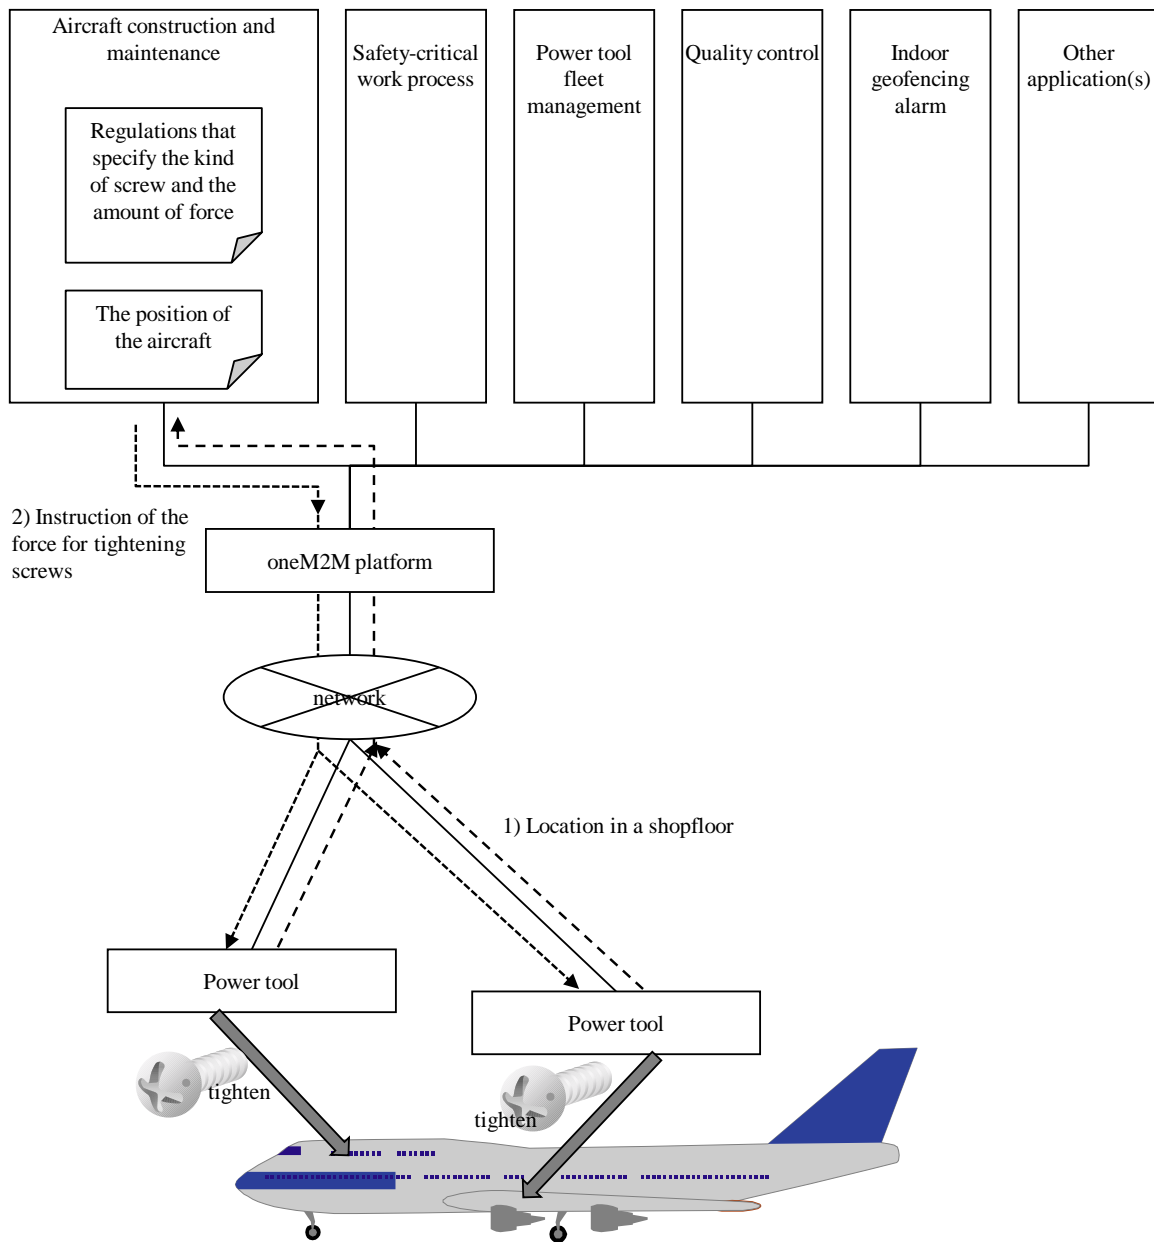 Aircraft construction and
maintenance
Regulations that
specify the kind
of screw and the
amount of force
The position of
the aircraft
Safety-critical
work process
Power tool
fleet
management
Quality control
Indoor
geofencing
alarm
Other
application(s)
2) Instruction of the
force for tightening
screws
oneM2M platform
network
1) Location in a shopfloor
Power tool
Power tool
tighten
tighten